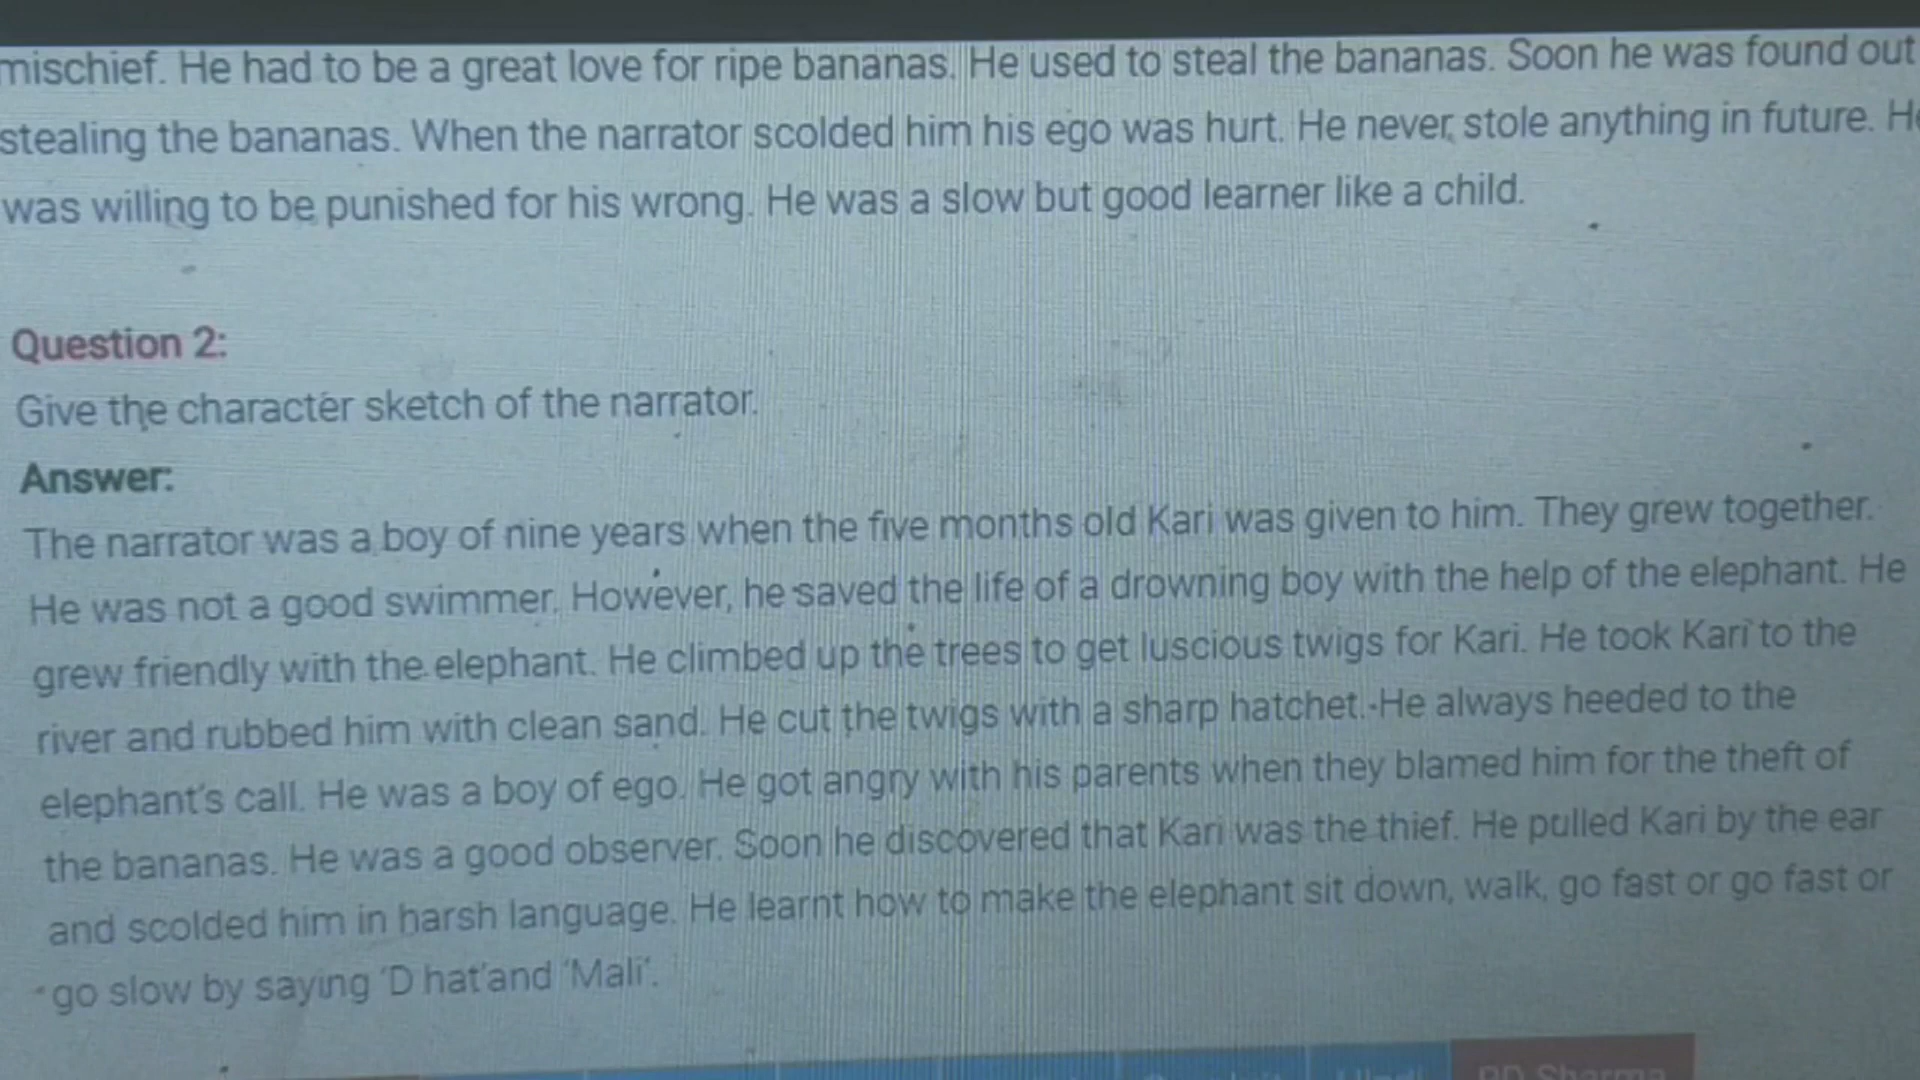 mischief. He had to be a great love for ripe bananas. He used to steal the bananas. Soon he was found out
stealing the bananas. When the narrator scolded him his ego was hurt. He never stole anything in future. He
was willing to be punished for his wrong. He was a slow but good learner like a child.
Question 2:
Give the character sketch of the narrator.
Answer:
The narrator was a boy of nine years when the five months old Kari was given to him. They grew together.
He was not a good swimmer. However, he saved the life of a drowning boy with the help of the elephant. He
grew friendly with the elephant. He climbed up the trees to get luscious twigs for Kari. He took Kari to the
river and rubbed him with clean sand. He cut the twigs with a sharp hatchet.-He always heeded to the
elephant's call. He was a boy of ego. He got angry with his parents when they blamed him for the theft of
the bananas. He was a good observer. Soon he discovered that Kari was the thief. He pulled Kari by the ear
and scolded him in harsh language. He learnt how to make the elephant sit down, walk, go fast or go fast or
go slow by saying 'D hat'and 'Mali'.
RD Sharma